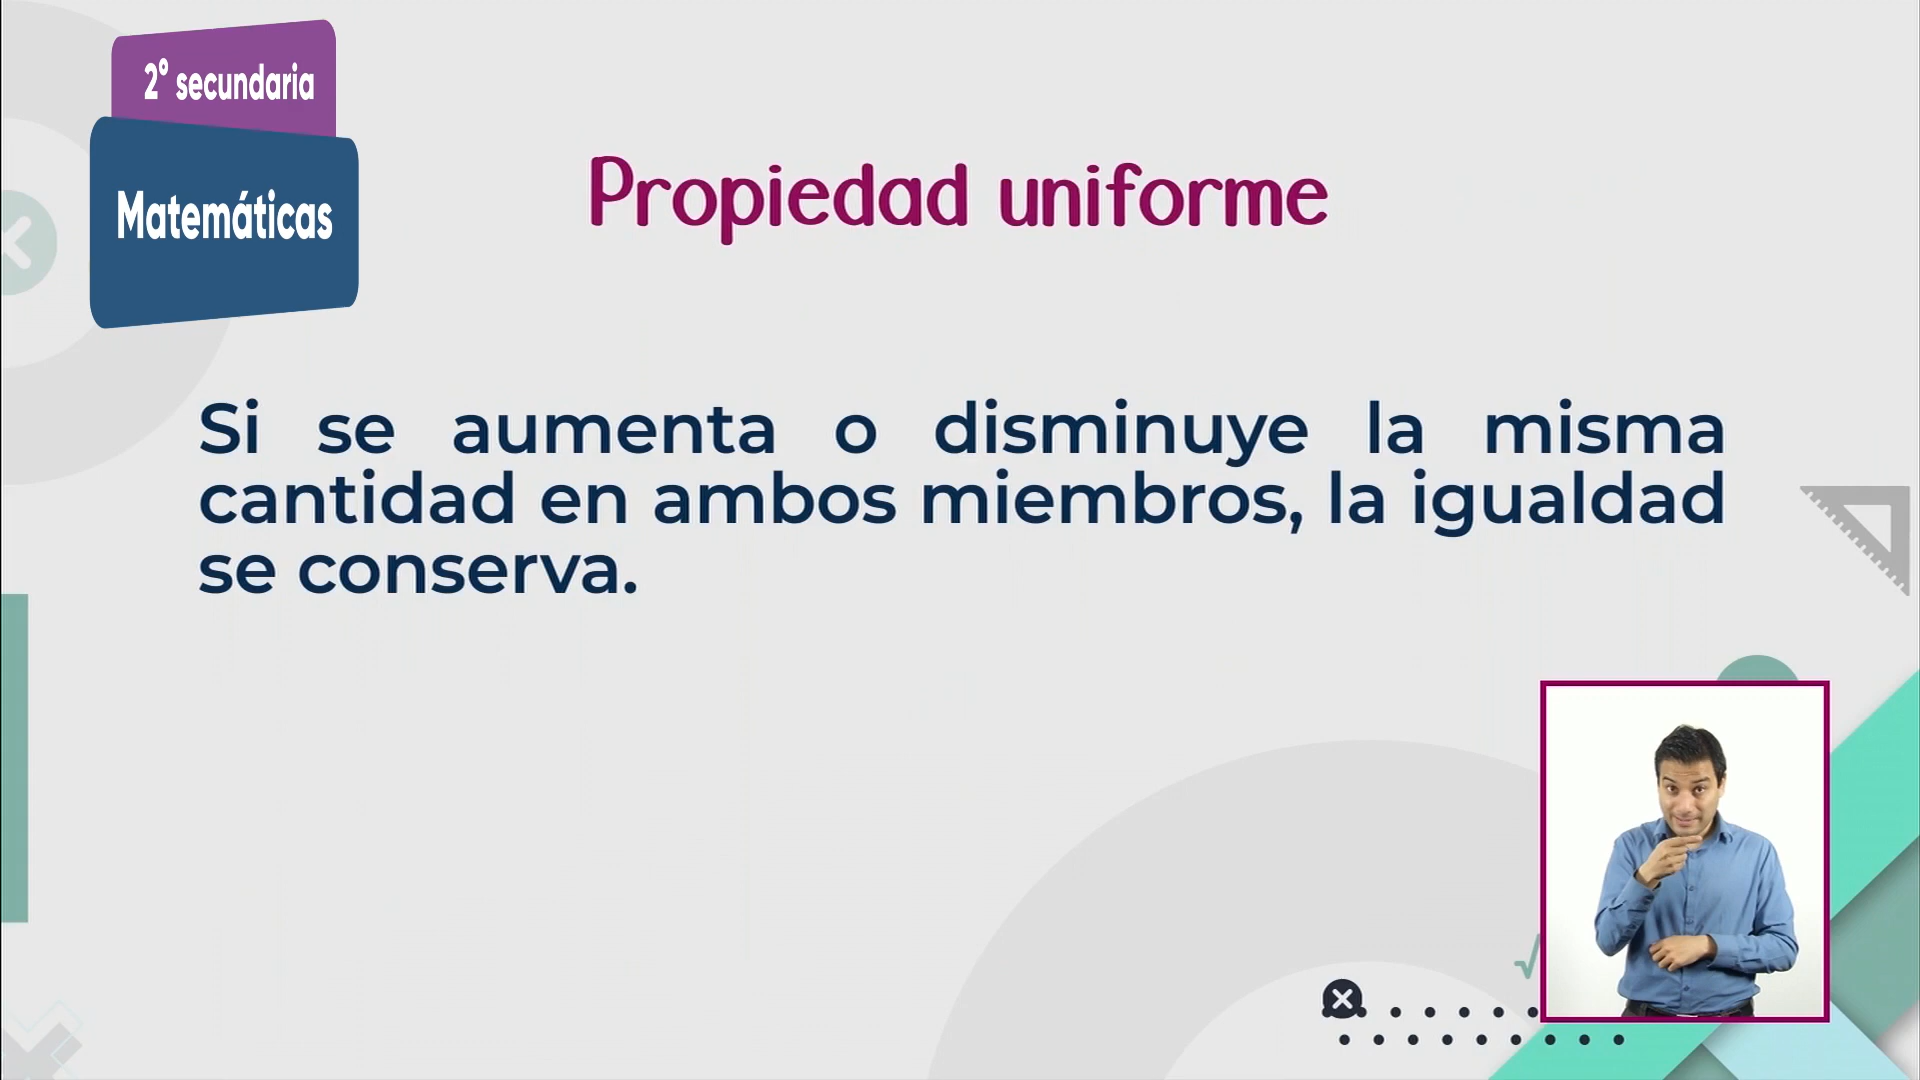 2° secundaria
Matemáticas
Propiedad uniforme
Si se aumenta o disminuye la misma
cantidad en ambos miembros, la igualdad
se conserva.